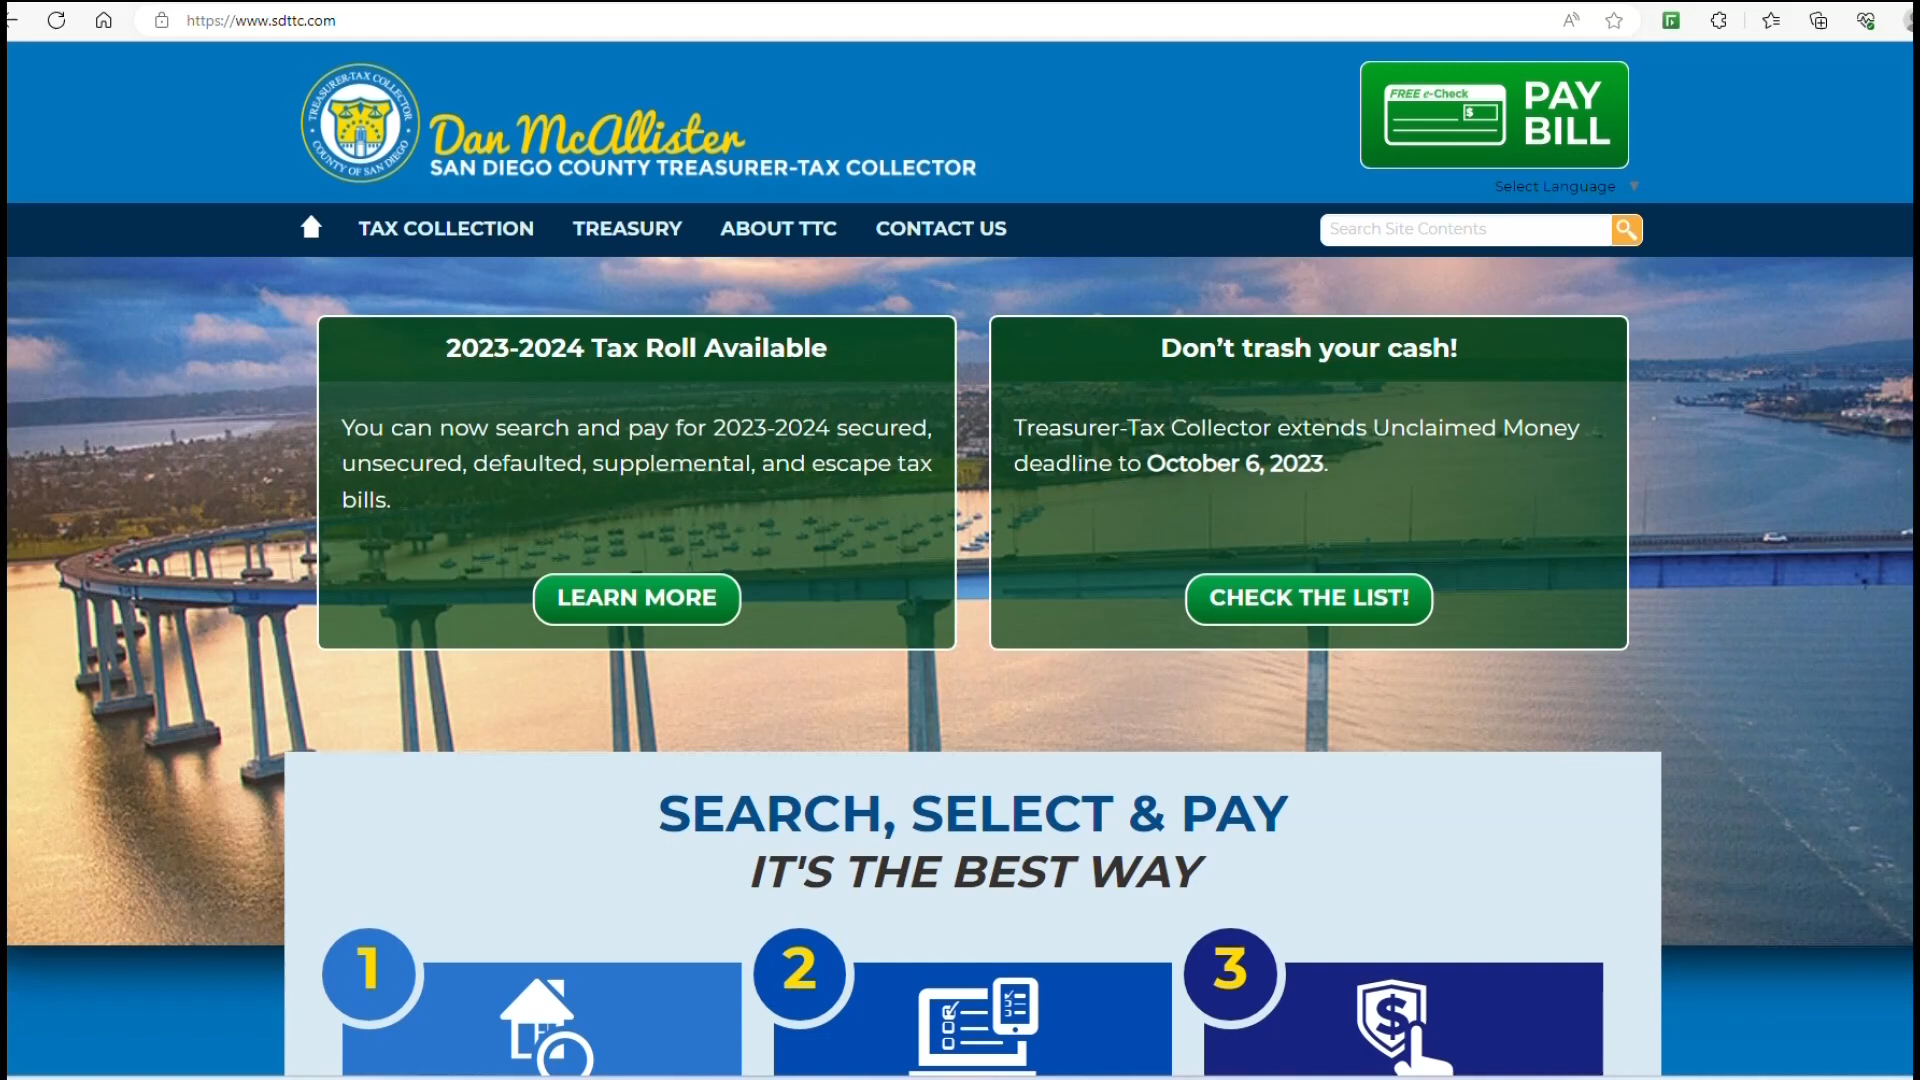 https://www.sdttc.com
TREASURER-TAX COLLECTOR
COUNTY OF SAN DIEGO
Dan McAllister
SAN DIEGO COUNTY TREASURER-TAX COLLECTOR
FREE e-Check
$
PAY
BILL
Select Language ▼
TAX COLLECTION TREASURY ABOUT TTC CONTACT US
Search Site Contents
2023-2024 Tax Roll Available
You can now search and pay for 2023-2024 secured,
unsecured, defaulted, supplemental, and escape tax
bills.
LEARN MORE
Don’t trash your cash!
Treasurer-Tax Collector extends Unclaimed Money
deadline to October 6, 2023.
CHECK THE LIST!
SEARCH, SELECT & PAY
IT'S THE BEST WAY
1
2
3
$